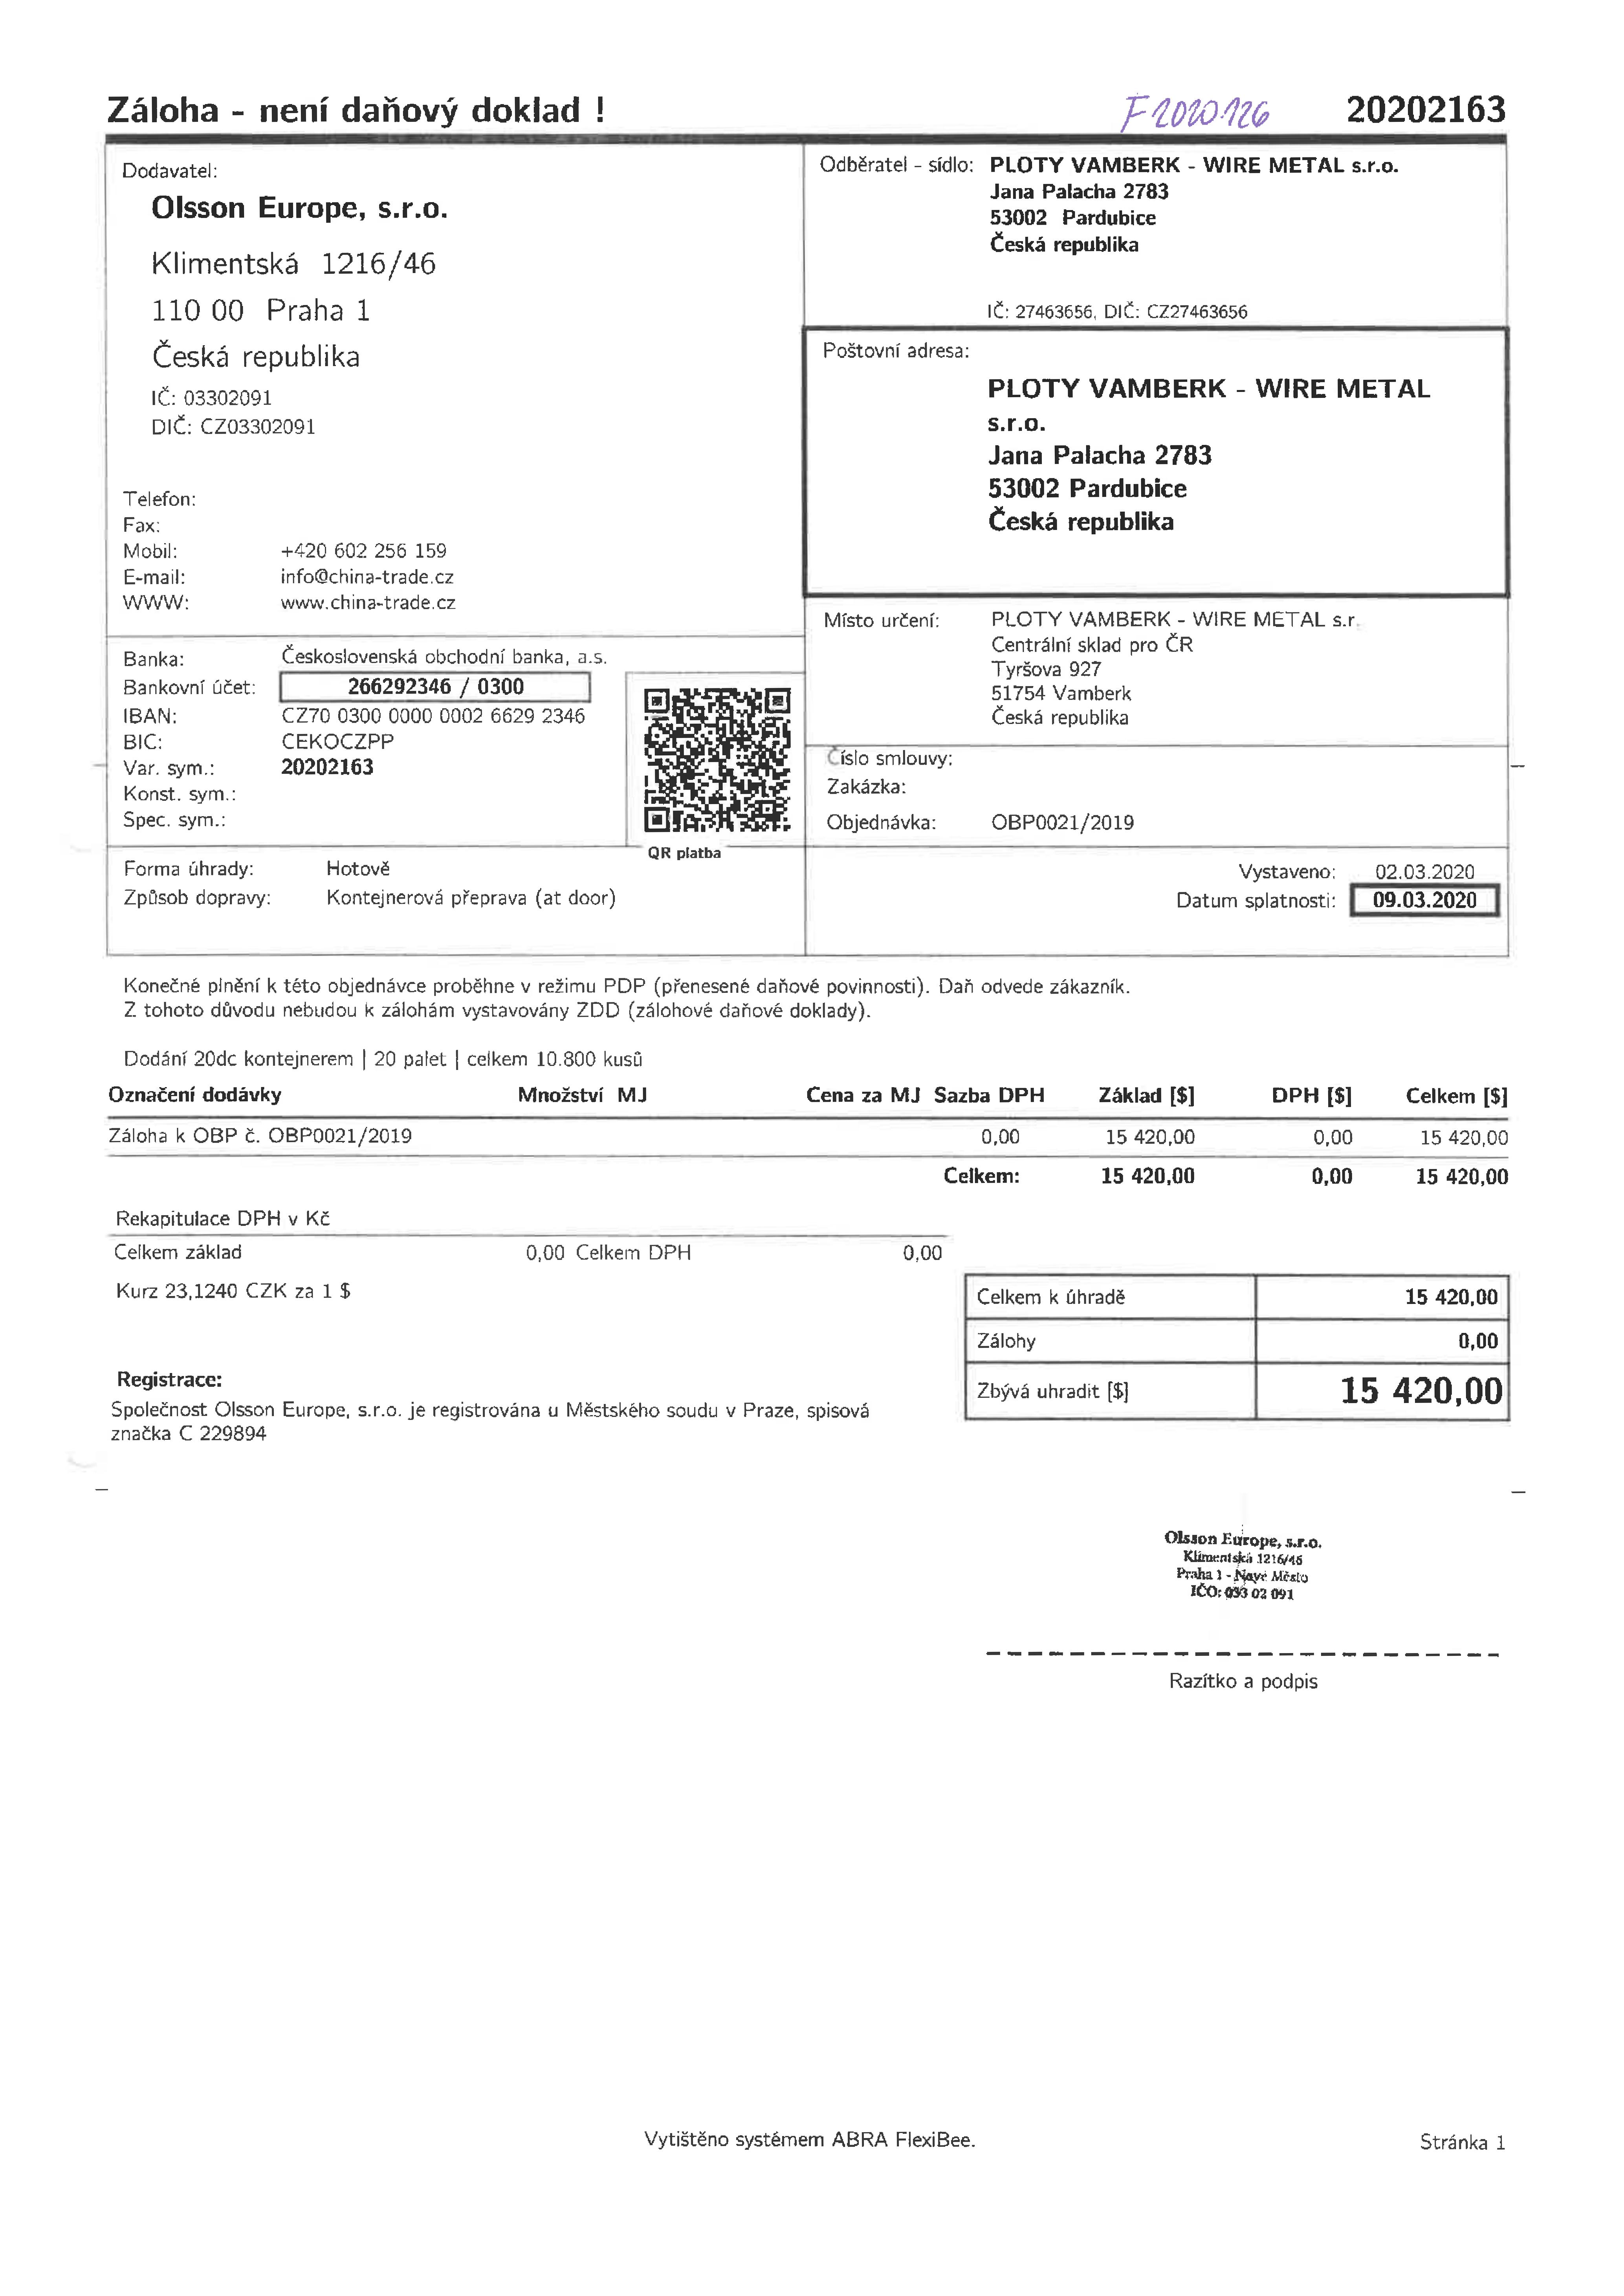 Záloha - není daňový doklad !
F2020126
20202163
Dodavatel:
Olsson Europe, s.r.o.
Klimentská 1216/46
110 00 Praha 1
Česká republika
IČ: 03302091
DIČ: CZ03302091
Telefon:
Fax:
Mobil: +420 602 256 159
E-mail: info@china-trade.cz
WWW: www.china-trade.cz
Odběratel - sídlo: PLOTY VAMBERK - WIRE METAL s.r.o.
Jana Palacha 2783
53002 Pardubice
Česká republika
IČ: 27463656, DIČ: CZ27463656
Poštovní adresa:
PLOTY VAMBERK - WIRE METAL
s.r.o.
Jana Palacha 2783
53002 Pardubice
Česká republika
Místo určení: PLOTY VAMBERK - WIRE METAL s.r.
Centrální sklad pro ČR
Tyršova 927
51754 Vamberk
Česká republika
Banka: Československá obchodní banka, a.s.
Bankovní účet: 266292346 / 0300
IBAN: CZ70 0300 0000 0002 6629 2346
BIC: CEKOCZPP
Var. sym.: 20202163
Konst. sym.:
Spec. sym.:
QR platba
Číslo smlouvy:
Zakázka:
Objednávka: OBP0021/2019
Forma úhrady: Hotově
Způsob dopravy: Kontejnerová přeprava (at door)
Vystaveno: 02.03.2020
Datum splatnosti: 09.03.2020
Konečné plnění k této objednávce proběhne v režimu PDP (přenesené daňové povinnosti). Daň odvede zákazník.
Z tohoto důvodu nebudou k zálohám vystavovány ZDD (zálohové daňové doklady).
Dodání 20dc kontejnerem | 20 palet | celkem 10.800 kusů
Označení dodávky Množství MJ Cena za MJ Sazba DPH Základ [$] DPH [$] Celkem [$]
Záloha k OBP č. OBP0021/2019 0,00 15 420,00 0,00 15 420,00
Celkem: 15 420,00 0,00 15 420,00
Rekapitulace DPH v Kč
Celkem základ 0,00 Celkem DPH 0,00
Kurz 23,1240 CZK za 1 $
Celkem k úhradě 15 420,00
Zálohy 0,00
Zbývá uhradit [$] 15 420,00
Registrace:
Společnost Olsson Europe, s.r.o. je registrována u Městského soudu v Praze, spisová
značka C 229894
Olsson Europe, s.r.o.
Klimentská 1216/46
Praha 1 - Nové Město
IČO: 033 02 091
Razítko a podpis
Vytištěno systémem ABRA FlexiBee.
Stránka 1